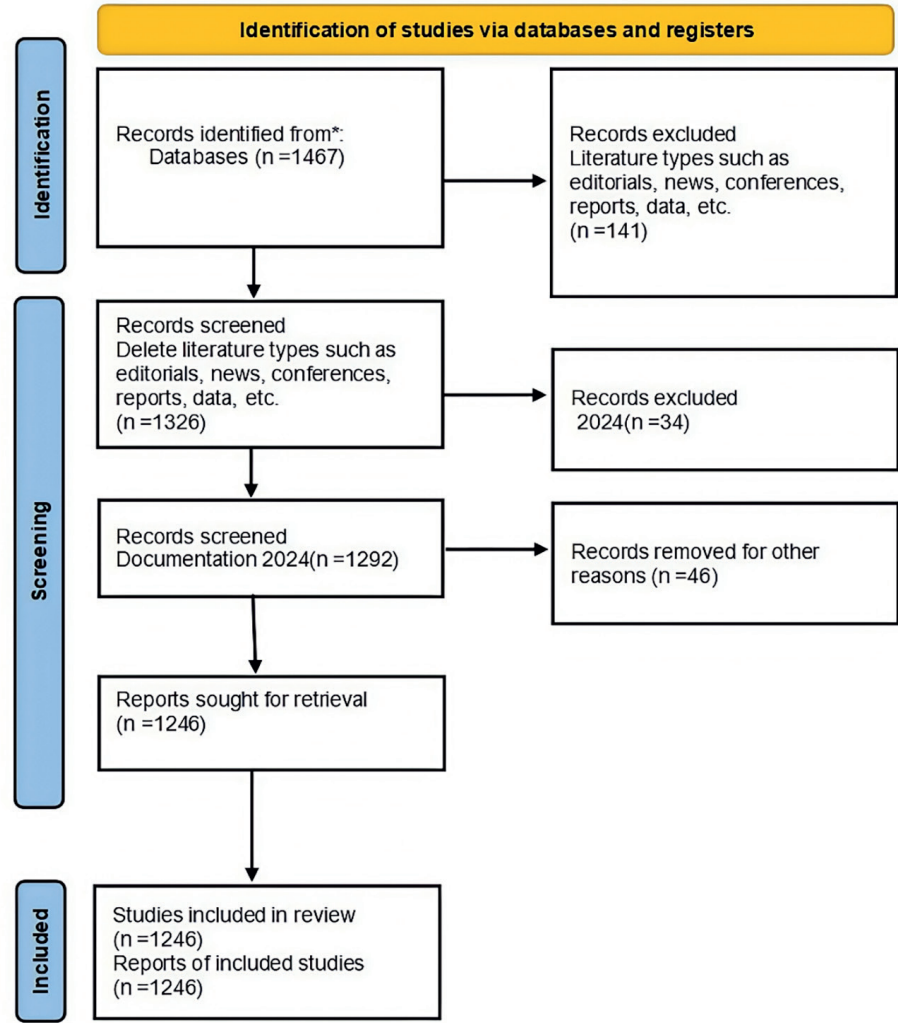 Identification of studies via databases and registers
Identification
Records identified from*:
Databases (n =1467)
Records excluded
Literature types such as
editorials, news, conferences,
reports, data, etc.
(n =141)
Screening
Records screened
Delete literature types such as
editorials, news, conferences,
reports, data, etc.
(n =1326)
Records excluded
2024(n =34)
Records screened
Documentation 2024(n =1292)
Records removed for other
reasons (n =46)
Reports sought for retrieval
(n =1246)
Included
Studies included in review
(n =1246)
Reports of included studies
(n =1246)